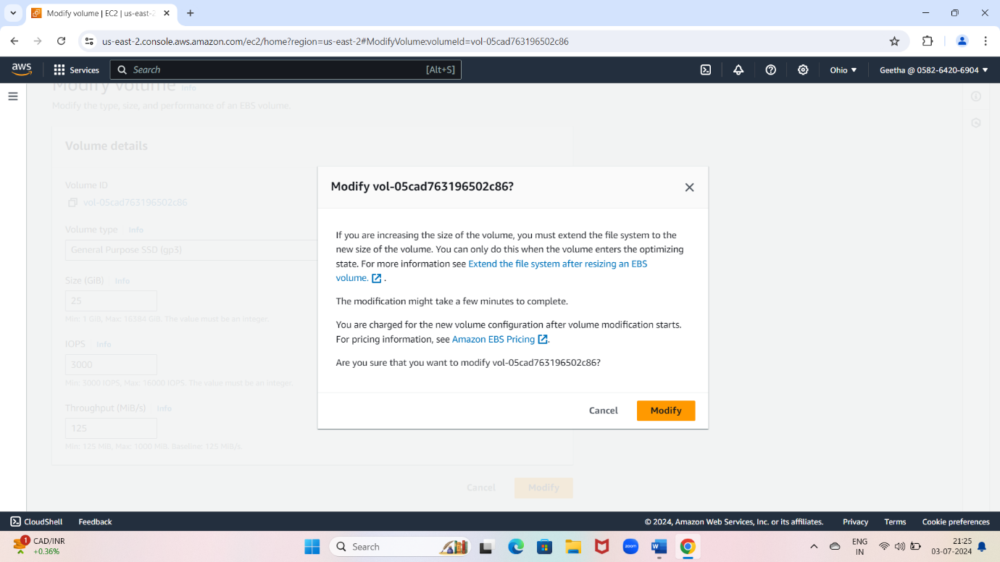 Modify volume | EC2 | us-east-2
us-east-2.console.aws.amazon.com/ec2/home?region=us-east-2#ModifyVolume:volumeId=vol-05cad763196502c86
aws
Services
Search
[Alt+S]
Ohio
Geetha @ 0582-6420-6904
Modify volume Info
Modify the type, size, and performance of an EBS volume.
Volume details
Volume ID
vol-05cad763196502c86
Volume type Info
General Purpose SSD (gp3)
Size (GiB) Info
25
Min: 1 GiB, Max: 16384 GiB. The value must be an integer.
IOPS Info
3000
Min: 3000 IOPS, Max: 16000 IOPS. The value must be an integer.
Throughput (MiB/s) Info
125
Min: 125 MiB, Max: 1000 MiB. Baseline: 125 MiB/s.
Cancel
Modify
Modify vol-05cad763196502c86?
If you are increasing the size of the volume, you must extend the file system to the
new size of the volume. You can only do this when the volume enters the optimizing
state. For more information see Extend the file system after resizing an EBS
volume. .
The modification might take a few minutes to complete.
You are charged for the new volume configuration after volume modification starts.
For pricing information, see Amazon EBS Pricing .
Are you sure that you want to modify vol-05cad763196502c86?
Cancel
Modify
CloudShell
Feedback
© 2024, Amazon Web Services, Inc. or its affiliates.
Privacy
Terms
Cookie preferences
1
CAD/INR
+0.36%
Search
zoom
W
ENG
IN
21:25
03-07-2024